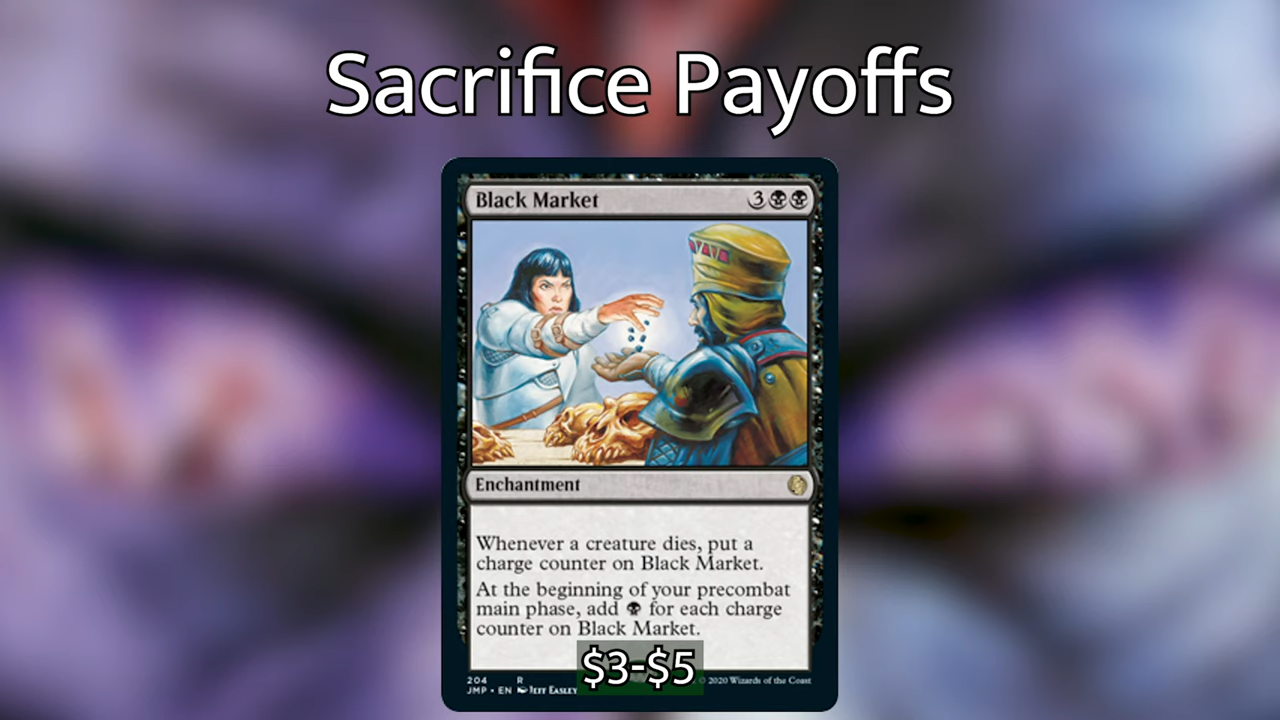 Sacrifice Payoffs
Black Market 3
Enchantment
Whenever a creature dies, put a
charge counter on Black Market.
At the beginning of your precombat
main phase, add for each charge
counter on Black Market.
$3-$5
204 R
JMP • EN Jeff Easley
© 2020 Wizards of the Coast